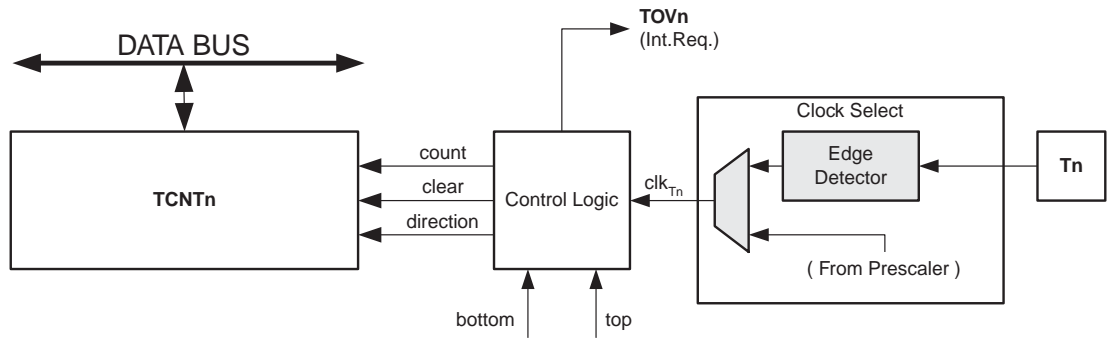 TOVn
(Int.Req.)
DATA BUS
Clock Select
count
Edge
Detector
Tn
TCNTn
clear
Control Logic
clkTn
direction
( From Prescaler )
bottom
top